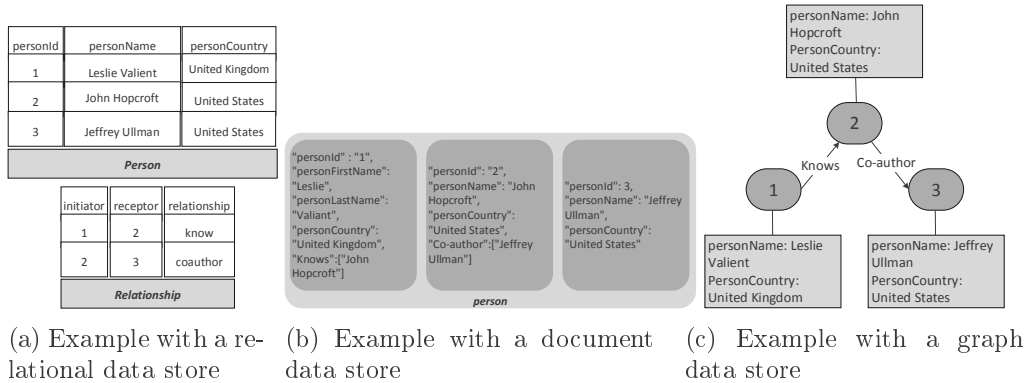 personId personName personCountry
1 Leslie Valient United Kingdom
2 John Hopcroft United States
3 Jeffrey Ullman United States
Person
initiator receptor relationship
1 2 know
2 3 coauthor
Relationship
(a) Example with a re-
lational data store
"personId" : "1",
"personFirstName":
"Leslie",
"personLastName":
"Valiant",
"personCountry":
"United Kingdom",
"Knows":["John
Hopcroft"]
"personId": "2",
"personName": "John
Hopcroft",
"personCountry":
"United States",
"Co-author":["Jeffrey
Ullman"]
"personId": 3,
"personName": "Jeffrey
Ullman",
"personCountry":
"United States"
person
(b) Example with a document
data store
personName: John
Hopcroft
PersonCountry:
United States
2
Knows
Co-author
1
3
personName: Leslie
Valient
PersonCountry:
United Kingdom
personName: Jeffrey
Ullman
PersonCountry:
United States
(c) Example with a graph
data store